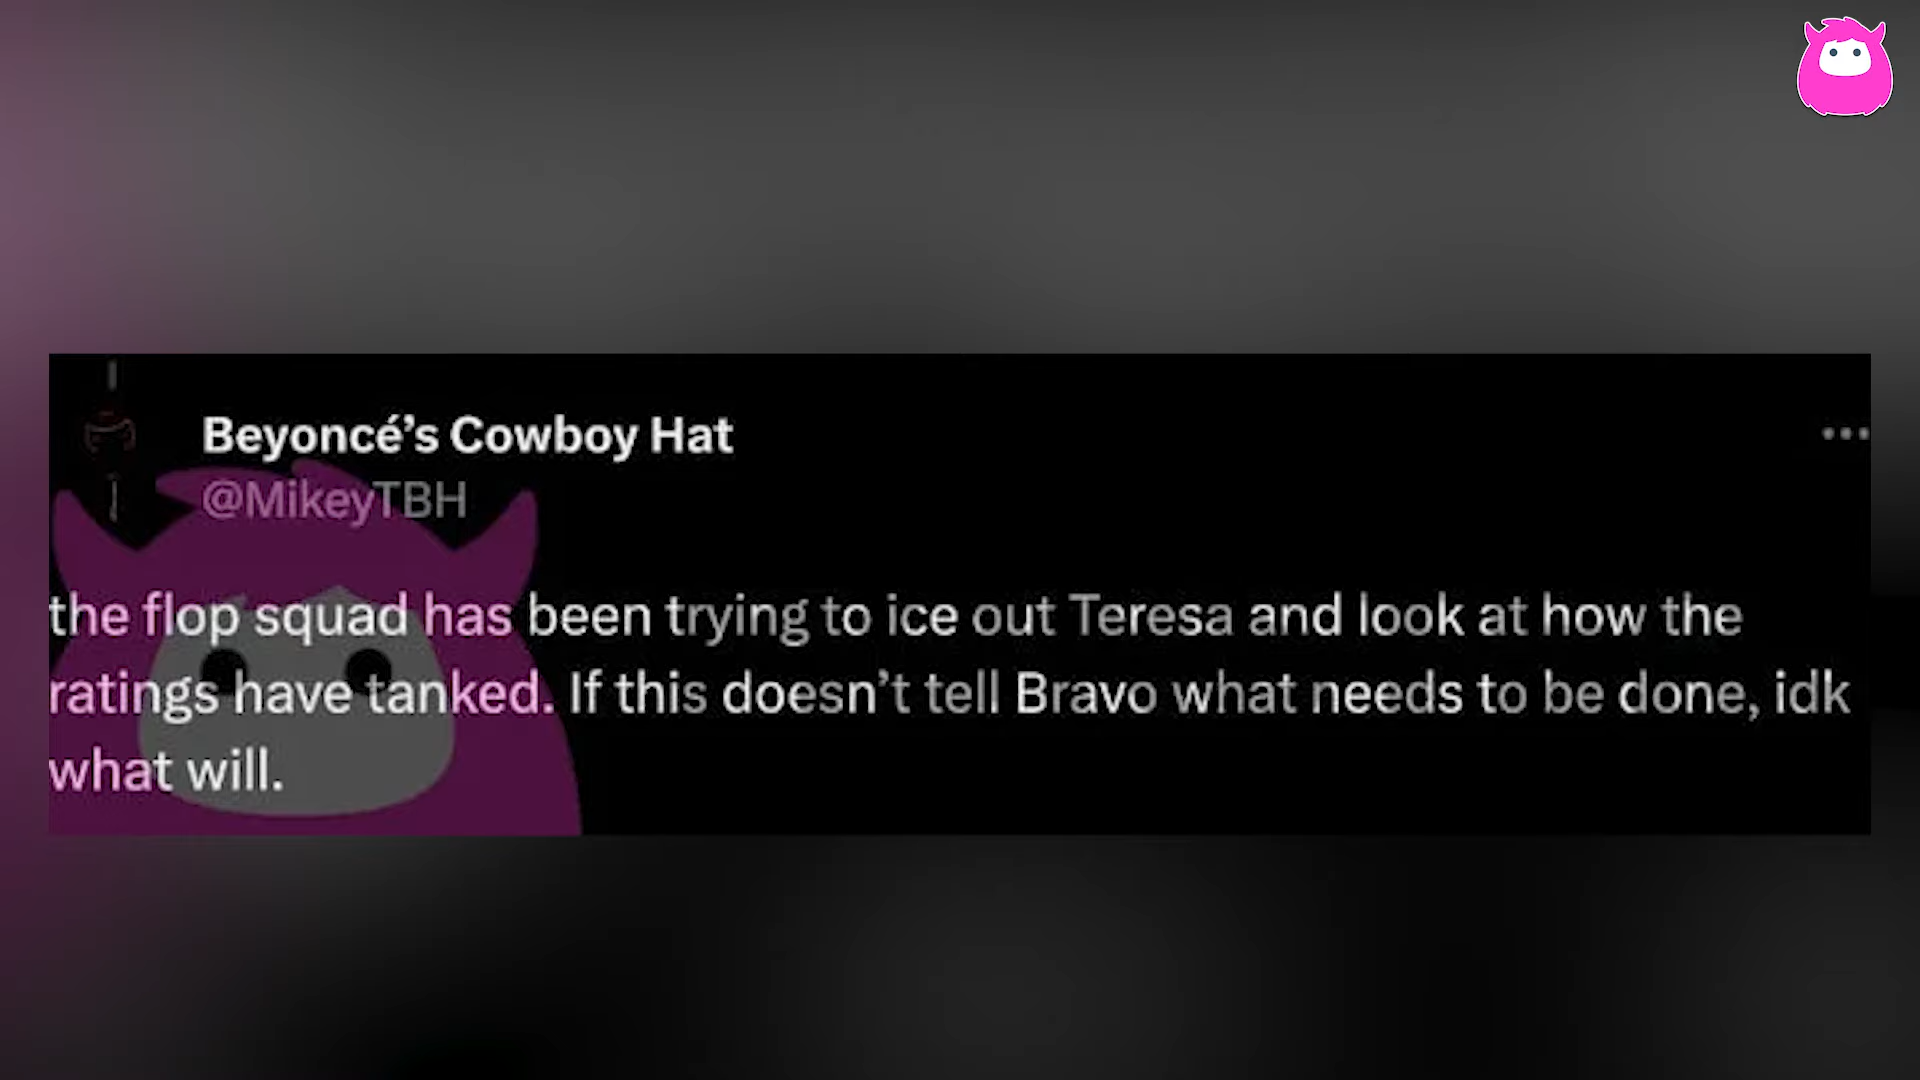 Beyoncé’s Cowboy Hat
@MikeyTBH
the flop squad has been trying to ice out Teresa and look at how the
ratings have tanked. If this doesn’t tell Bravo what needs to be done, idk
what will.